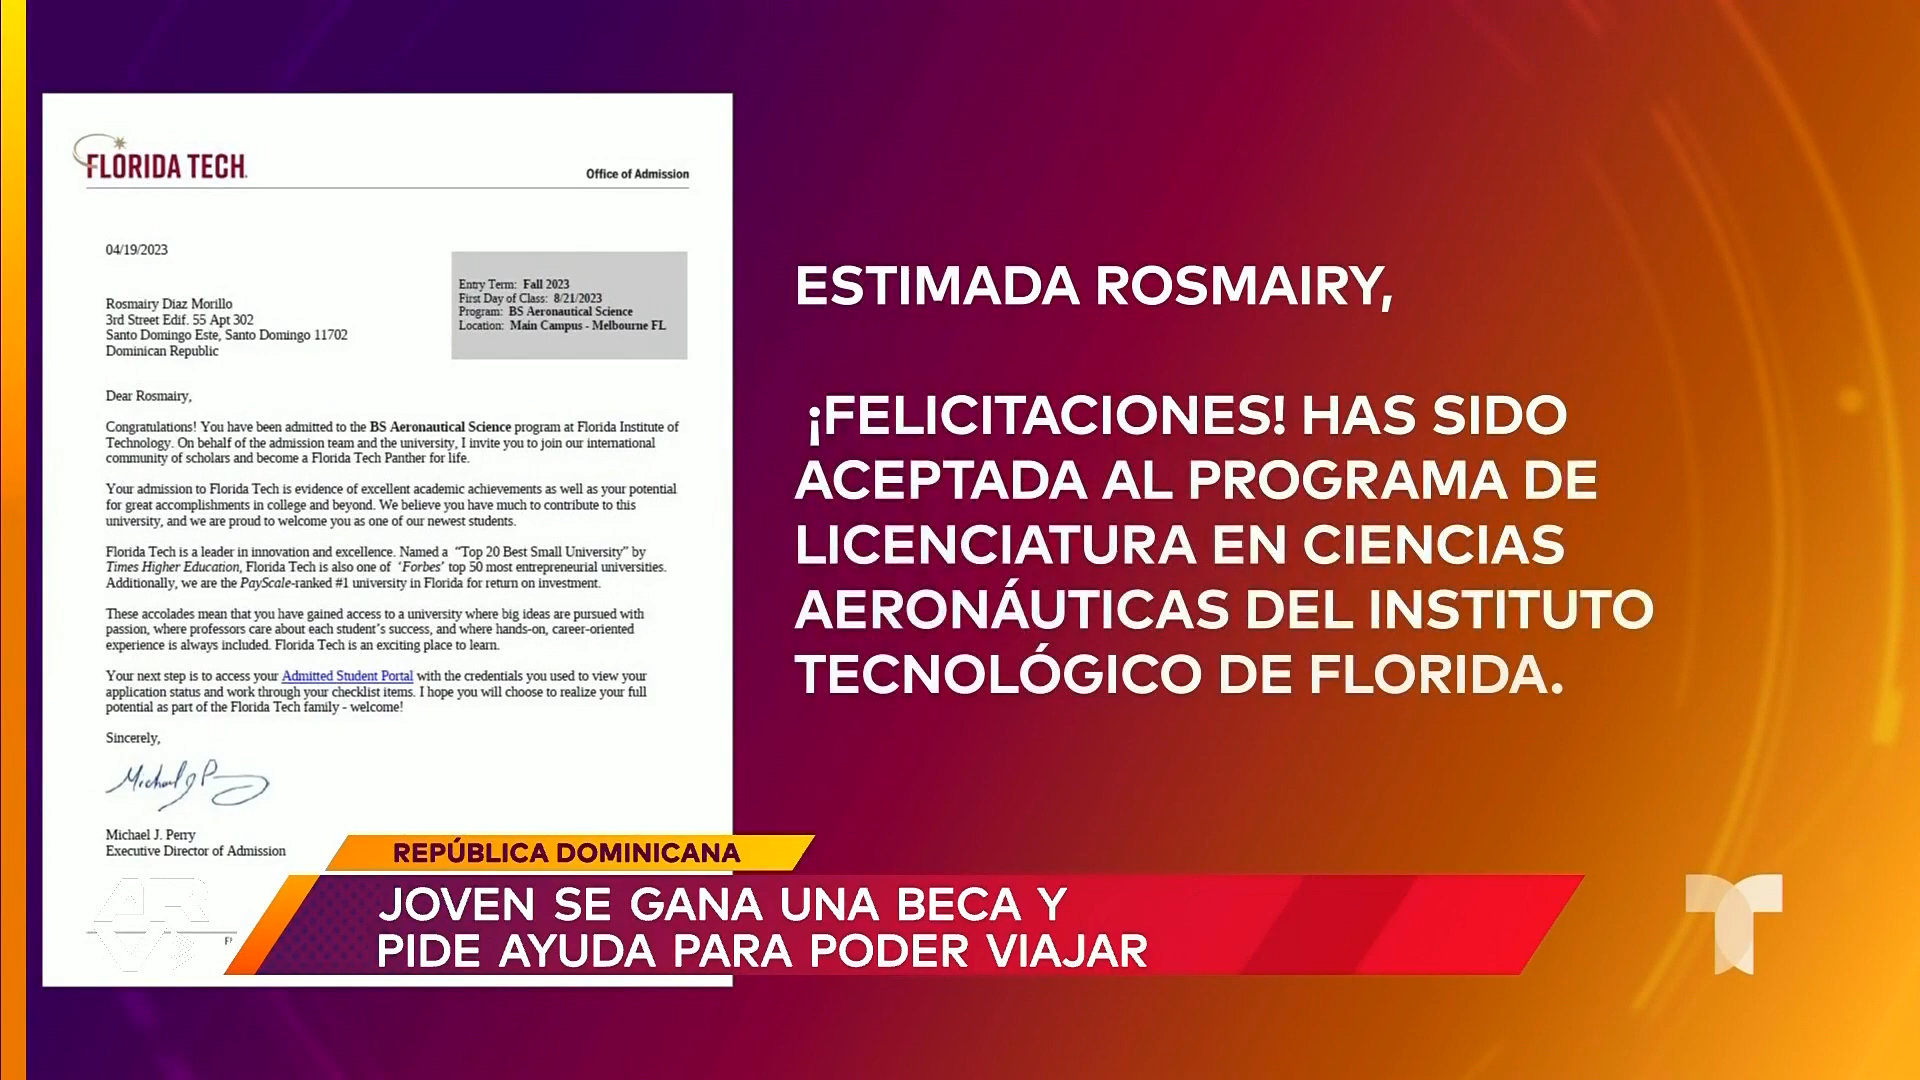 FLORIDA TECH
Office of Admission
04/19/2023
Entry Term: Fall 2023
First Day of Class: 8/21/2023
Program: BS Aeronautical Science
Location: Main Campus - Melbourne FL
Rosmairy Diaz Morillo
3rd Street Edif. 55 Apt 302
Santo Domingo Este, Santo Domingo 11702
Dominican Republic
Dear Rosmairy,
Congratulations! You have been admitted to the BS Aeronautical Science program at Florida Institute of
Technology. On behalf of the admission team and the university, I invite you to join our international
community of scholars and become a Florida Tech Panther for life.
Your admission to Florida Tech is evidence of excellent academic achievements as well as your potential
for great accomplishments in college and beyond. We believe you have much to contribute to this
university, and we are proud to welcome you as one of our newest students.
Florida Tech is a leader in innovation and excellence. Named a “Top 20 Best Small University” by
Times Higher Education, Florida Tech is also one of ‘Forbes’ top 50 most entrepreneurial universities.
Additionally, we are the PayScale-ranked #1 university in Florida for return on investment.
These accolades mean that you have gained access to a university where big ideas are pursued with
passion, where professors care about each student’s success, and where hands-on, career-oriented
experience is always included. Florida Tech is an exciting place to learn.
Your next step is to access your Admitted Student Portal with the credentials you used to view your
application status and work through your checklist items. I hope you will choose to realize your full
potential as part of the Florida Tech family - welcome!
Sincerely,
Michael J P
Michael J. Perry
Executive Director of Admission
ESTIMADA ROSMAIRY,
¡FELICITACIONES! HAS SIDO
ACEPTADA AL PROGRAMA DE
LICENCIATURA EN CIENCIAS
AERONÁUTICAS DEL INSTITUTO
TECNOLÓGICO DE FLORIDA.
REPÚBLICA DOMINICANA
JOVEN SE GANA UNA BECA Y
PIDE AYUDA PARA PODER VIAJAR